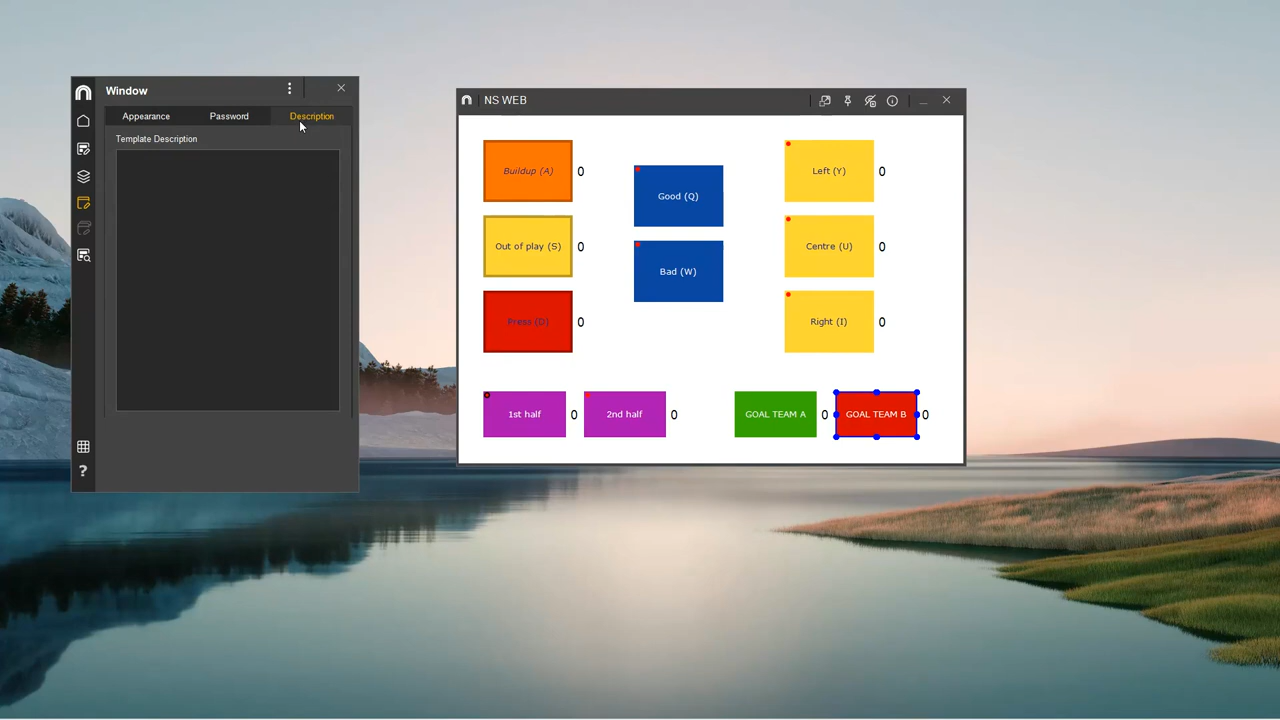 Window
Appearance
Password
Description
Template Description
?
NS WEB
Buildup (A)
0
Good (Q)
Left (Y)
0
Out of play (S)
0
Bad (W)
Centre (U)
0
Press (D)
0
Right (I)
0
1st half
0
2nd half
0
GOAL TEAM A
0
GOAL TEAM B
0